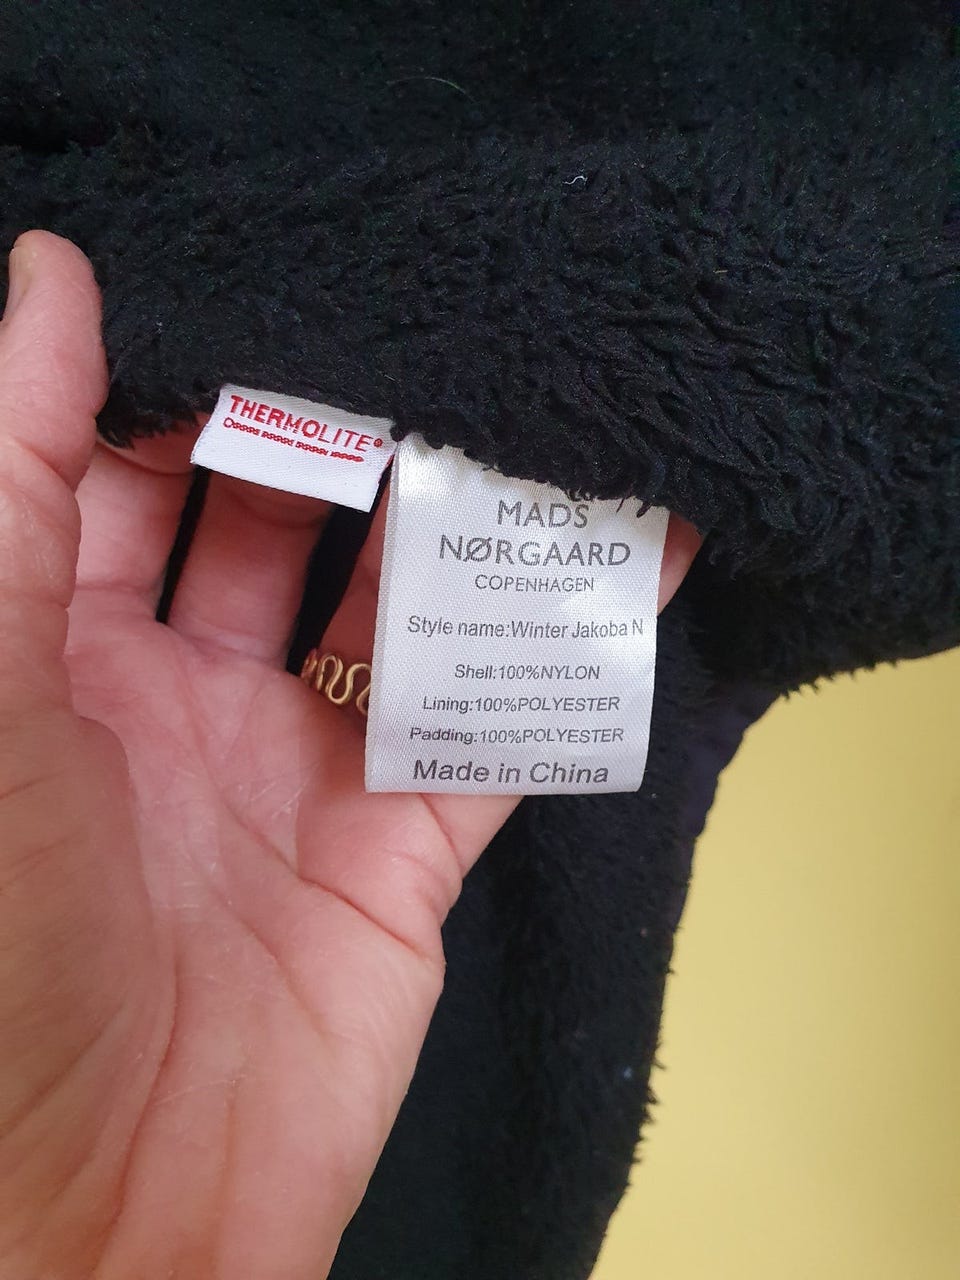 THERMOLITE®
MADS
NØRGAARD
COPENHAGEN
Style name:Winter Jakoba N
Shell:100%NYLON
Lining:100%POLYESTER
Padding:100%POLYESTER
Made in China